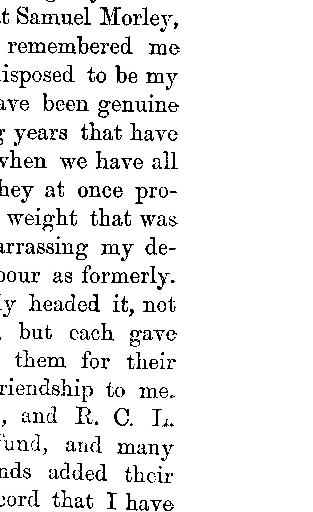 t Samuel Morley,
remembered me
isposed to be my
ave been genuine
g years that have
when we have all
hey at once pro-
weight that was
arrassing my de-
bour as formerly.
ly headed it, not
but each gave
them for their
riendship to me.
, and R. C. L.
fund, and many
nds added their
cord that I have